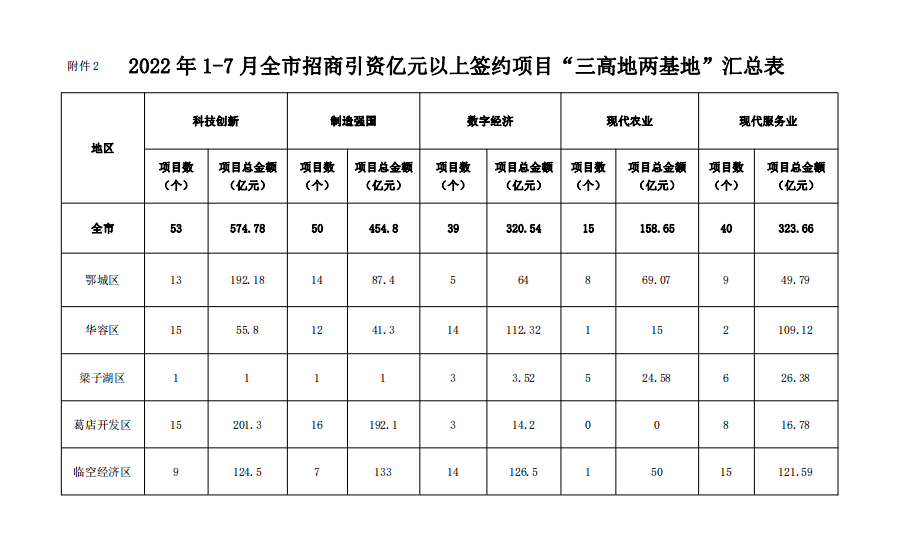 附件2
2022年1-7月全市招商引资亿元以上签约项目“三高地两基地”汇总表
地区 科技创新 制造强国 数字经济 现代农业 现代服务业
项目数（个） 项目总金额（亿元） 项目数（个） 项目总金额（亿元） 项目数（个） 项目总金额（亿元） 项目数（个） 项目总金额（亿元） 项目数（个） 项目总金额（亿元）
全市 53 574.78 50 454.8 39 320.54 15 158.65 40 323.66
鄂城区 13 192.18 14 87.4 5 64 8 69.07 9 49.79
华容区 15 55.8 12 41.3 14 112.32 1 15 2 109.12
梁子湖区 1 1 1 1 3 3.52 5 24.58 6 26.38
葛店开发区 15 201.3 16 192.1 3 14.2 0 0 8 16.78
临空经济区 9 124.5 7 133 14 126.5 1 50 15 121.59